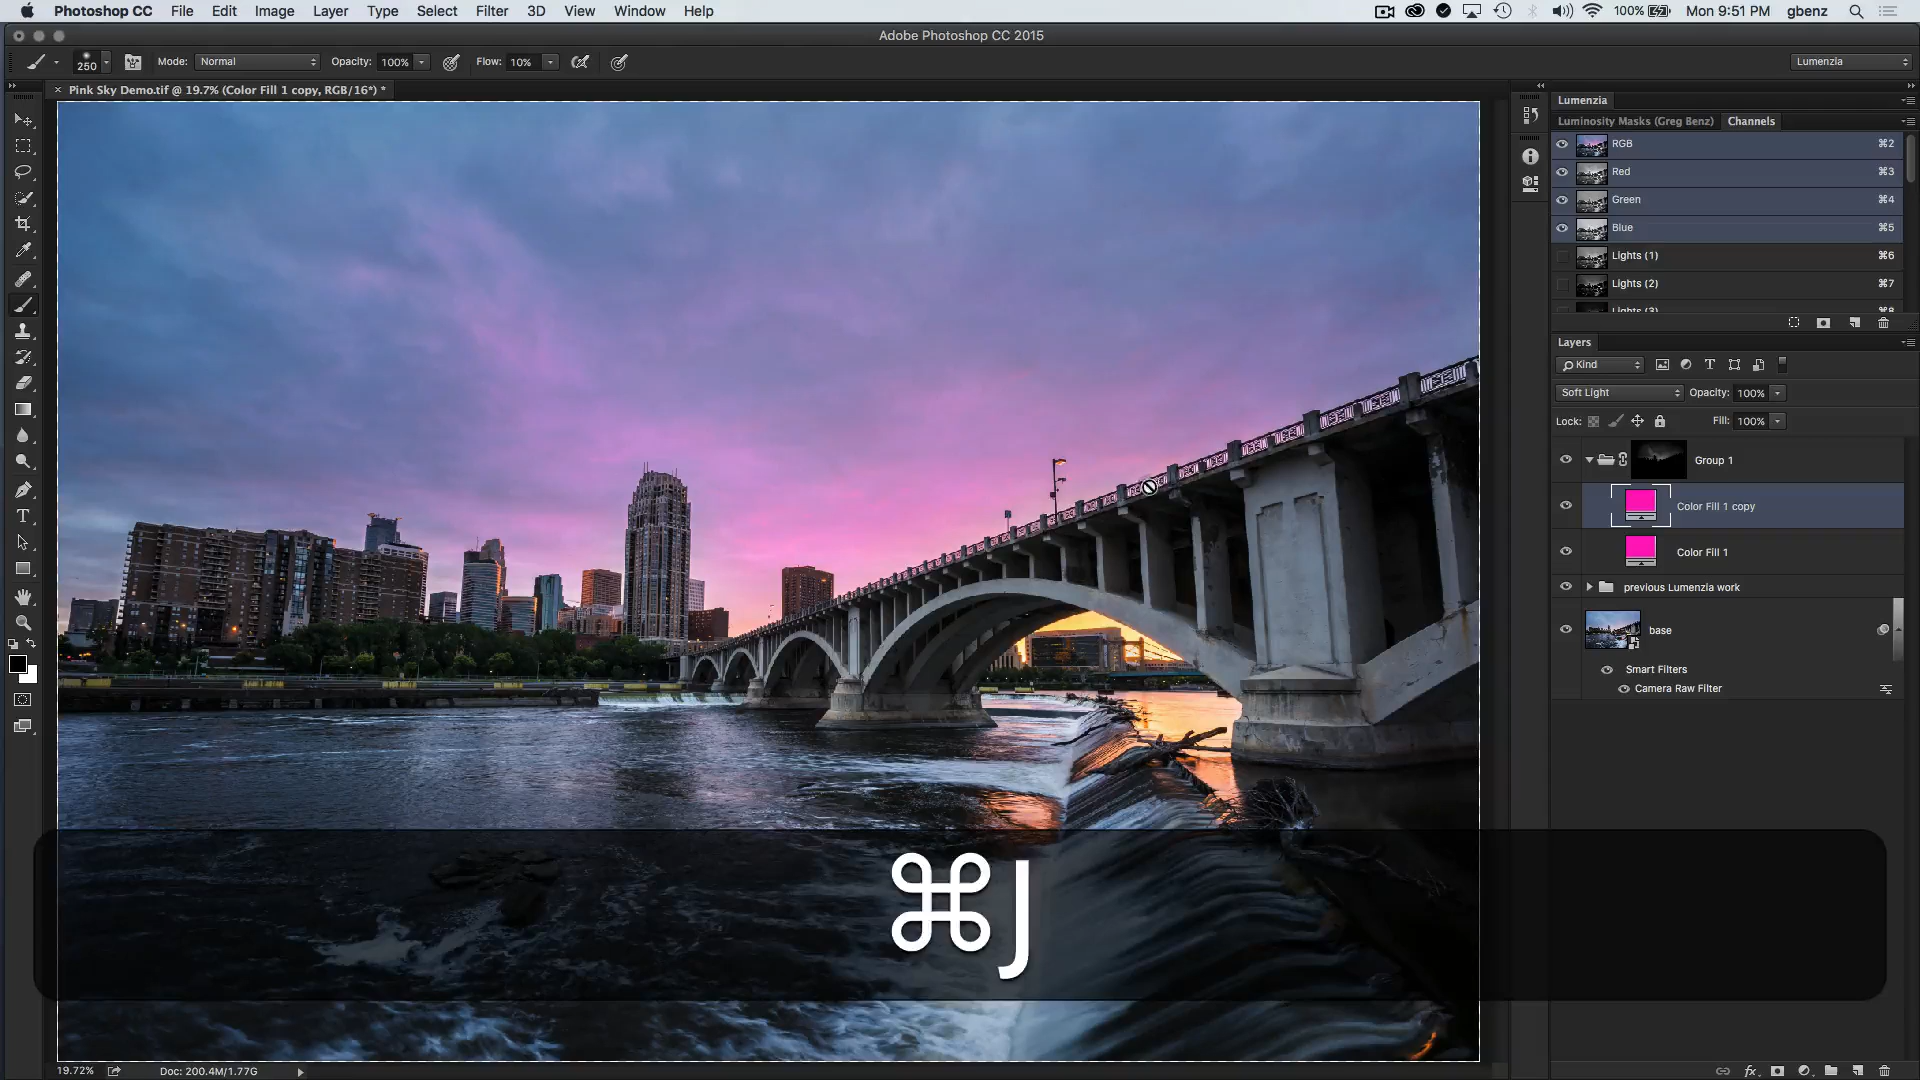 Photoshop CC File Edit Image Layer Type Select Filter 3D View Window Help 100% Mon 9:51 PM gbenz
Adobe Photoshop CC 2015
250 Mode: Normal Opacity: 100% Flow: 10% Lumenzia
× Pink Sky Demo.tif @ 19.7% (Color Fill 1 copy, RGB/16*) *
Lumenzia
Luminosity Masks (Greg Benz) Channels
RGB ⌘2
Red ⌘3
Green ⌘4
Blue ⌘5
Lights (1) ⌘6
Lights (2) ⌘7
Lights (3) ⌘8
Layers
Kind
Soft Light Opacity: 100%
Lock: Fill: 100%
Group 1
Color Fill 1 copy
Color Fill 1
previous Lumenzia work
base
Smart Filters
Camera Raw Filter
⌘J
19.72% Doc: 200.4M/1.77G